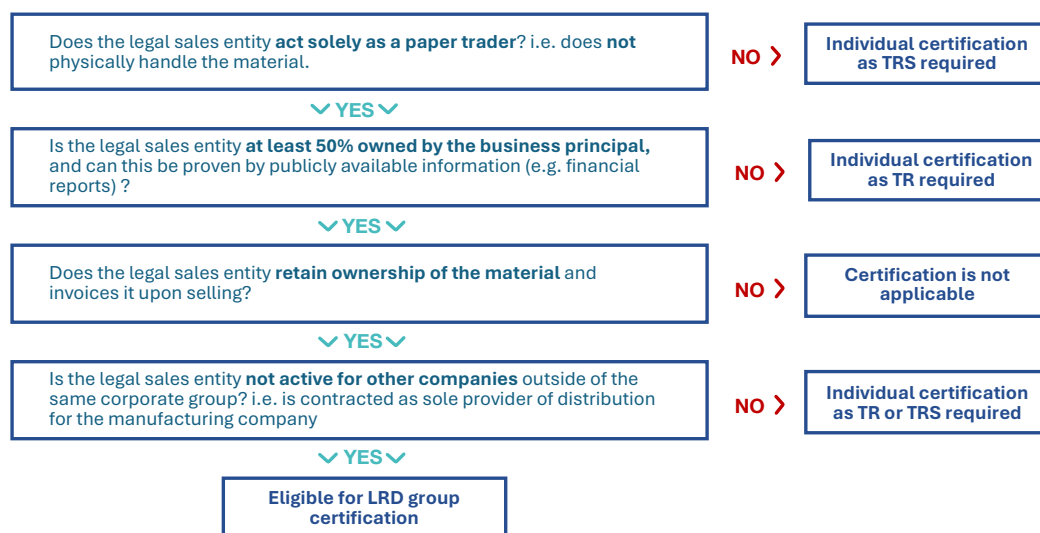 Does the legal sales entity act solely as a paper trader? i.e. does not
physically handle the material.
NO
Individual certification
as TRS required
YES
Is the legal sales entity at least 50% owned by the business principal,
and can this be proven by publicly available information (e.g. financial
reports) ?
NO
Individual certification
as TR required
YES
Does the legal sales entity retain ownership of the material and
invoices it upon selling?
NO
Certification is not
applicable
YES
Is the legal sales entity not active for other companies outside of the
same corporate group? i.e. is contracted as sole provider of distribution
for the manufacturing company
NO
Individual certification
as TR or TRS required
YES
Eligible for LRD group
certification